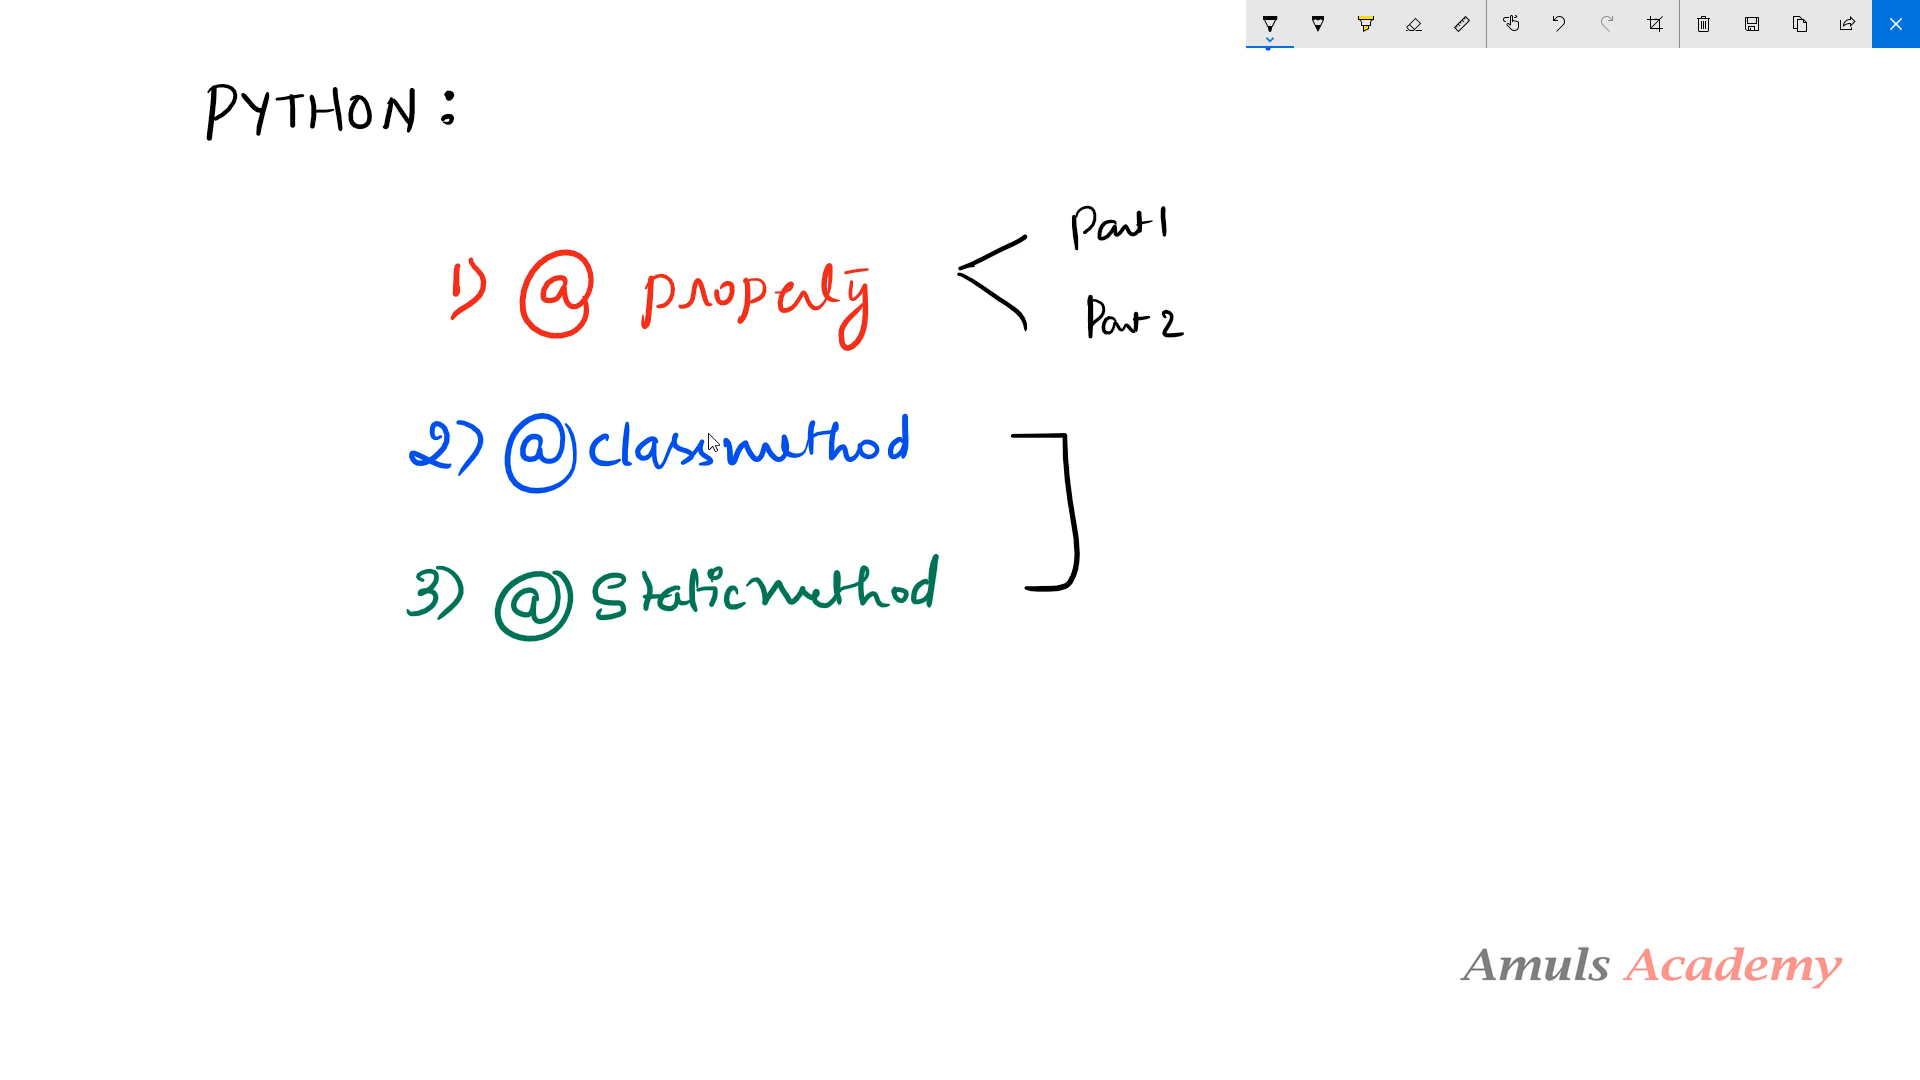 PYTHON :
Part 1
1) @ property
Part 2
2) @classmethod
3) @Staticmethod
Amuls Academy